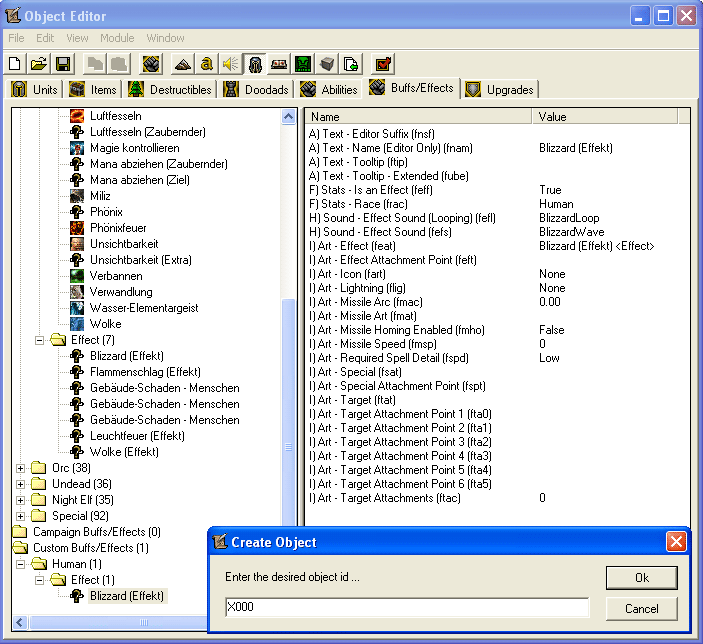 Object Editor
File Edit View Module Window
Units Items Destructibles Doodads Abilities Buffs/Effects Upgrades
Luftfesseln
Luftfesseln (Zaubernder)
Magie kontrollieren
Mana abziehen (Zaubernder)
Mana abziehen (Ziel)
Miliz
Phönix
Phönixfeuer
Unsichtbarkeit
Unsichtbarkeit (Extra)
Verbannen
Verwandlung
Wasser-Elementargeist
Wolke
Effect (7)
Blizzard (Effekt)
Flammenschlag (Effekt)
Gebäude-Schaden - Menschen
Gebäude-Schaden - Menschen
Gebäude-Schaden - Menschen
Leuchtfeuer (Effekt)
Wolke (Effekt)
Orc (38)
Undead (36)
Night Elf (35)
Special (92)
Campaign Buffs/Effects (0)
Custom Buffs/Effects (1)
Human (1)
Effect (1)
Blizzard (Effekt)
Name Value
A) Text - Editor Suffix (fnsf)
A) Text - Name (Editor Only) (fnam) Blizzard (Effekt)
A) Text - Tooltip (ftip)
A) Text - Tooltip - Extended (fube)
F) Stats - Is an Effect (feff) True
F) Stats - Race (frac) Human
H) Sound - Effect Sound (Looping) (fefl) BlizzardLoop
H) Sound - Effect Sound (fefs) BlizzardWave
I) Art - Effect (feat) Blizzard (Effekt) <Effect>
I) Art - Effect Attachment Point (feft)
I) Art - Icon (fart) None
I) Art - Lightning (flig) None
I) Art - Missile Arc (fmac) 0.00
I) Art - Missile Art (fmat)
I) Art - Missile Homing Enabled (fmho) False
I) Art - Missile Speed (fmsp) 0
I) Art - Required Spell Detail (fspd) Low
I) Art - Special (fsat)
I) Art - Special Attachment Point (fspt)
I) Art - Target (ftat)
I) Art - Target Attachment Point 1 (fta0)
I) Art - Target Attachment Point 2 (fta1)
I) Art - Target Attachment Point 3 (fta2)
I) Art - Target Attachment Point 4 (fta3)
I) Art - Target Attachment Point 5 (fta4)
I) Art - Target Attachment Point 6 (fta5)
I) Art - Target Attachments (ftac) 0
Create Object
Enter the desired object id ...
X000
Ok
Cancel